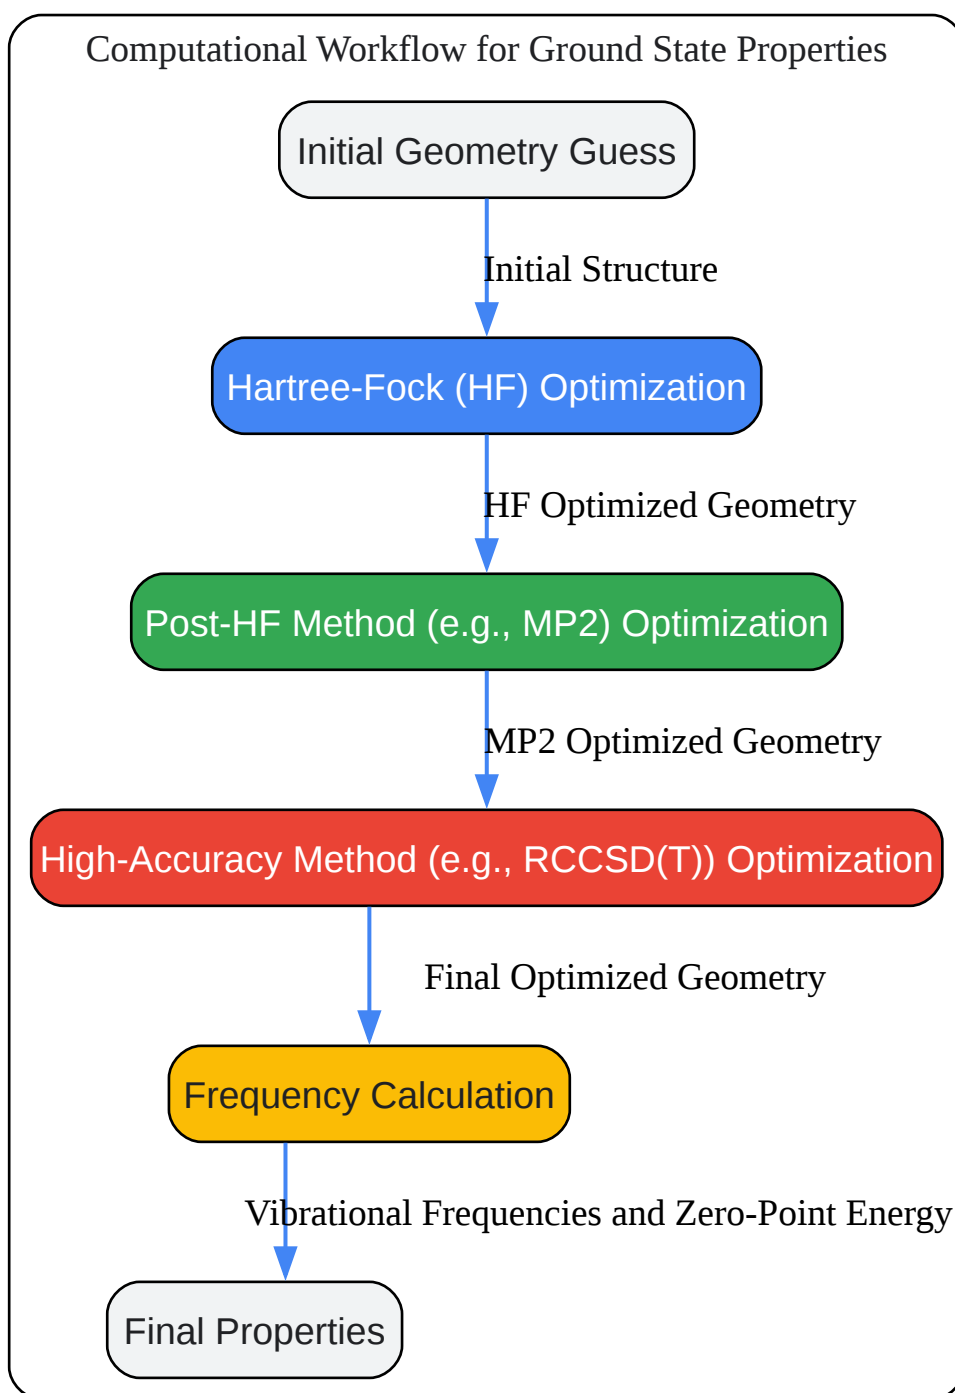 Computational Workflow for Ground State Properties
Initial Geometry Guess
Initial Structure
Hartree-Fock (HF) Optimization
HF Optimized Geometry
Post-HF Method (e.g., MP2) Optimization
MP2 Optimized Geometry
High-Accuracy Method (e.g., RCCSD(T)) Optimization
Final Optimized Geometry
Frequency Calculation
Vibrational Frequencies and Zero-Point Energy
Final Properties